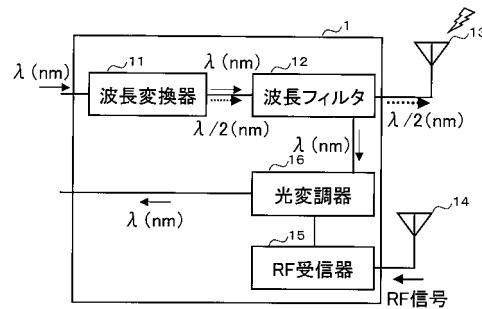 1
13
11
12
λ(nm)
λ(nm)
波長変換器
波長フィルタ
λ/2(nm)
λ/2(nm)
λ(nm)
16
光変調器
λ(nm)
14
15
RF受信器
RF信号